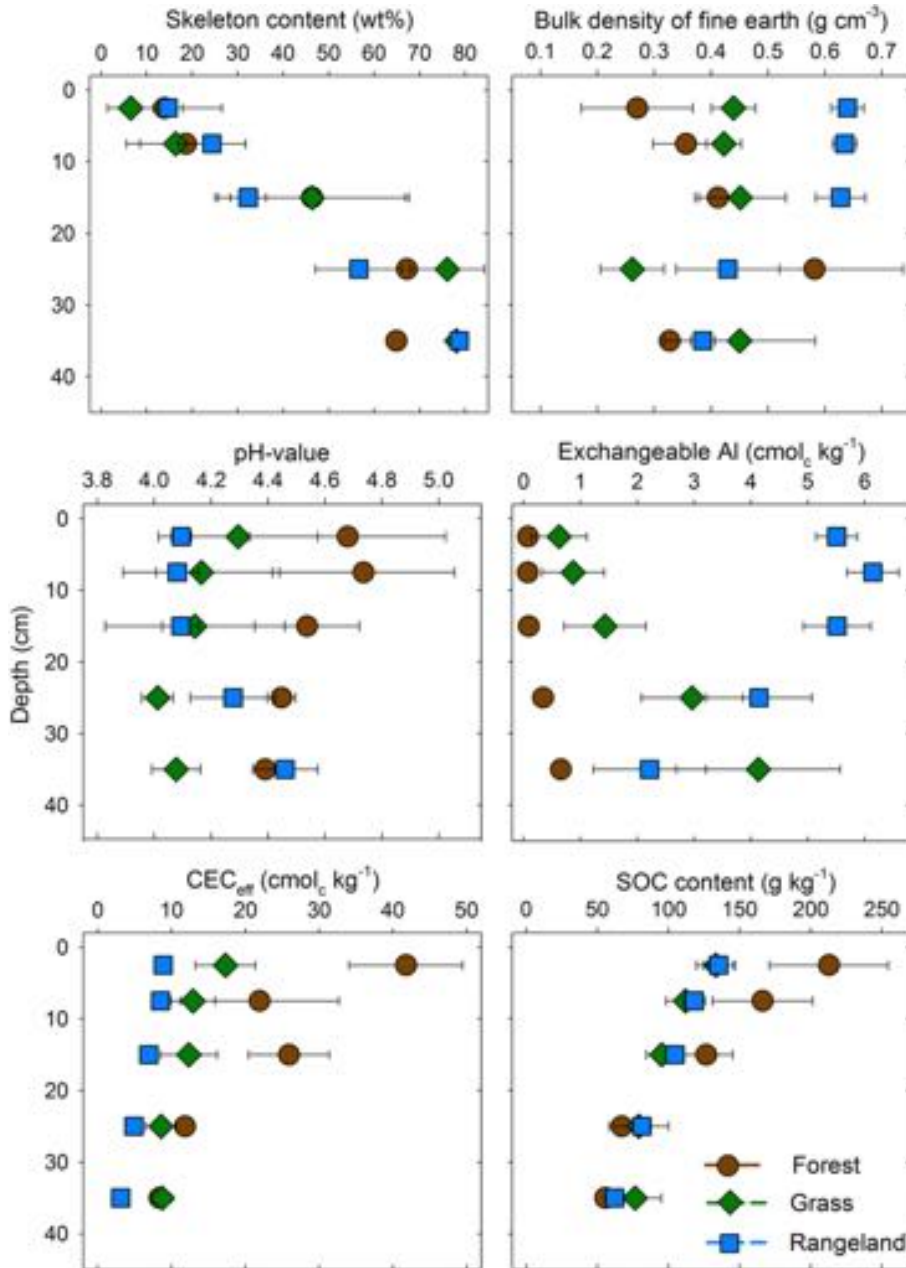 Skeleton content (wt%)
0 10 20 30 40 50 60 70 80
Bulk density of fine earth (g cm⁻³)
0.1 0.2 0.3 0.4 0.5 0.6 0.7
0
10
20
30
40
pH-value
3.8 4.0 4.2 4.4 4.6 4.8 5.0
Exchangeable Al (cmol_c kg⁻¹)
0 1 2 3 4 5 6
Depth (cm)
0
10
20
30
40
CEC_eff (cmol_c kg⁻¹)
0 10 20 30 40 50
SOC content (g kg⁻¹)
0 50 100 150 200 250
0
10
20
30
40
Forest
Grass
Rangeland